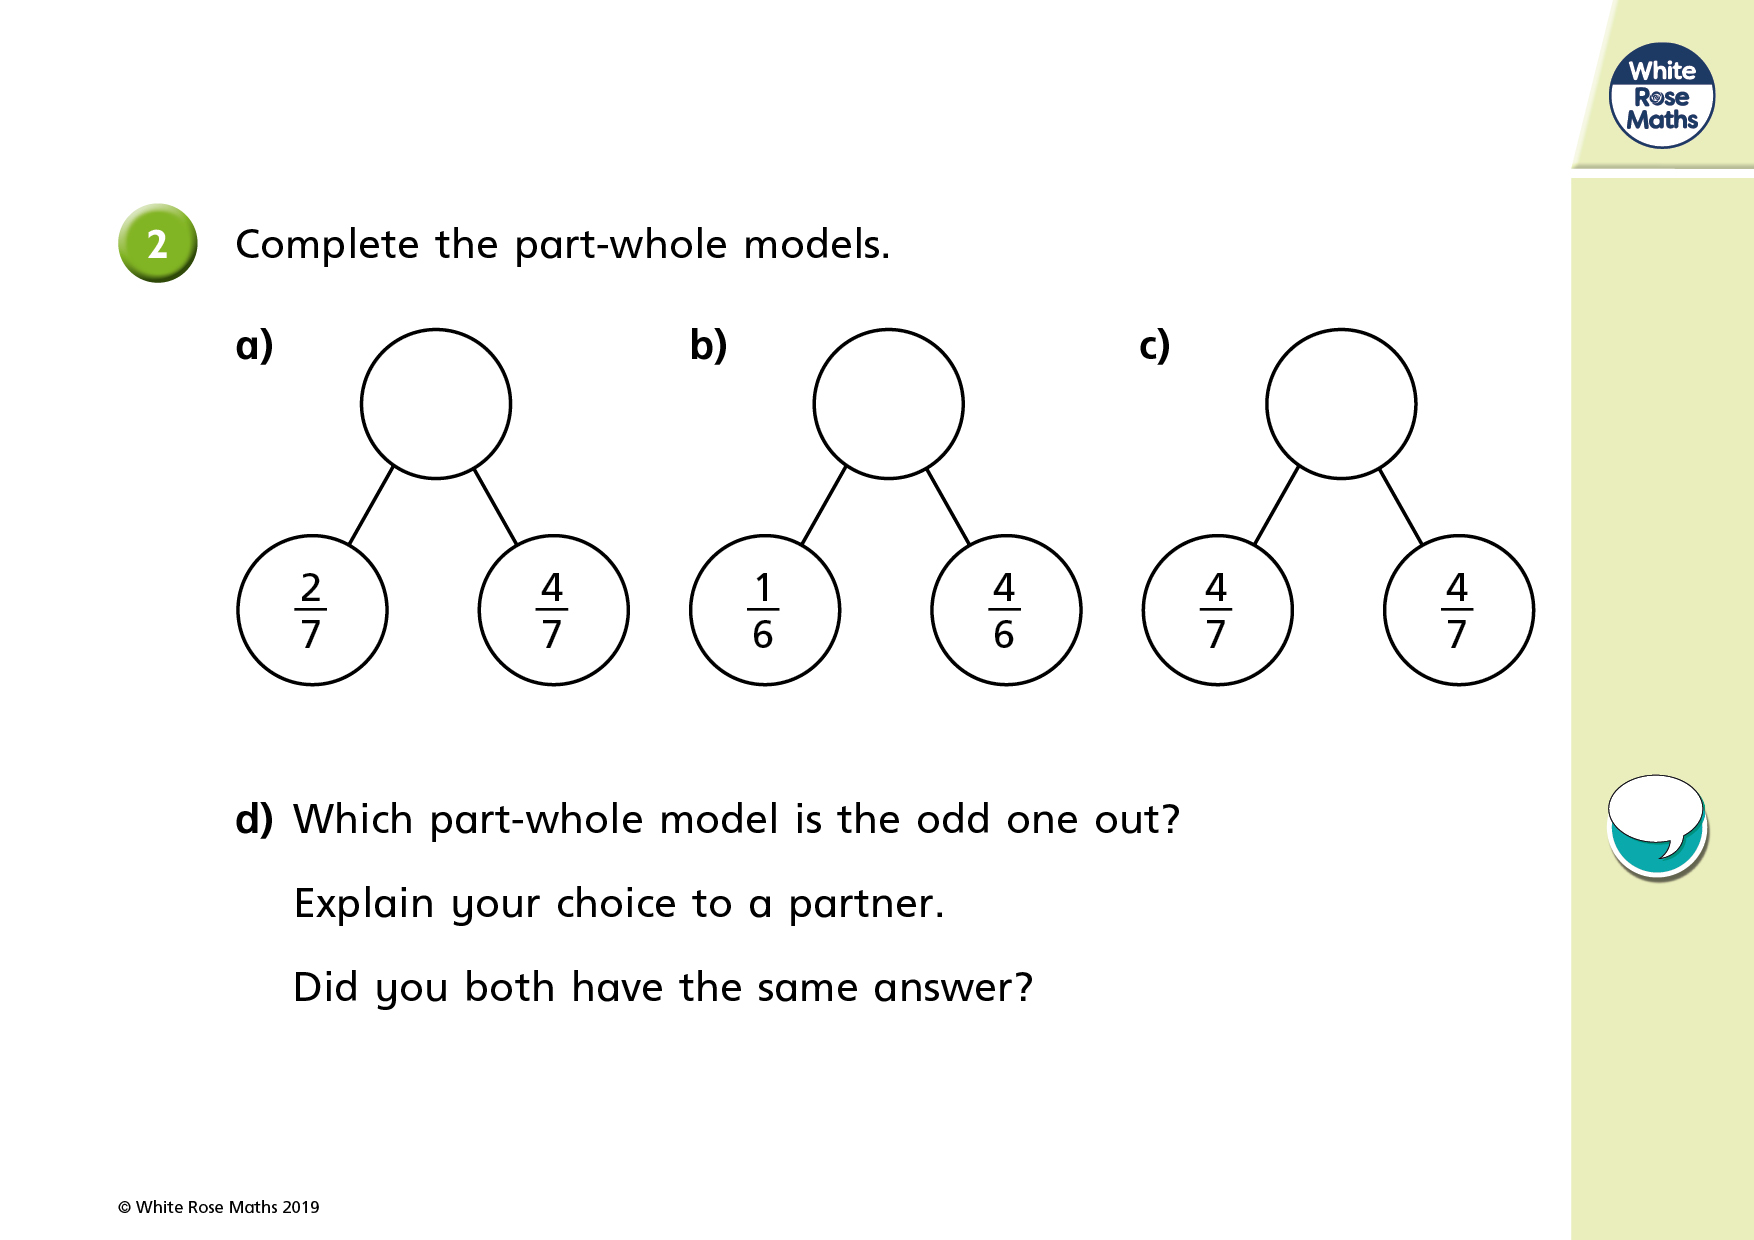 White
Rose
Maths
2 Complete the part-whole models.
a) b) c)
2/7 4/7 1/6 4/6 4/7 4/7
d) Which part-whole model is the odd one out?
Explain your choice to a partner.
Did you both have the same answer?
© White Rose Maths 2019